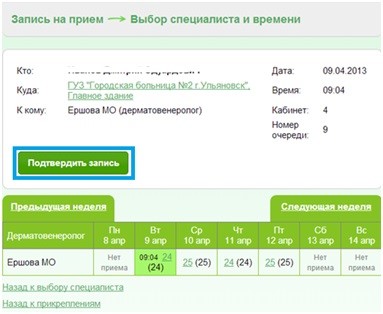 Запись на прием → Выбор специалиста и времени
Кто:
Дата: 09.04.2013
Куда: ГУЗ "Городская больница №2 г.Ульяновск", Время: 09:04
Главное здание
К кому: Ершова МО (дерматовенеролог) Кабинет: 4
Номер очереди: 9
Подтвердить запись
Предыдущая неделя Следующая неделя
Дерматовенеролог Пн 8 апр Вт 9 апр Ср 10 апр Чт 11 апр Пт 12 апр Сб 13 апр Вс 14 апр
Ершова МО Нет приема 09:04 24 (24) 25 (25) 24 (24) 25 (25) Нет приема Нет приема
Назад к выбору специалиста
Назад к прикреплениям